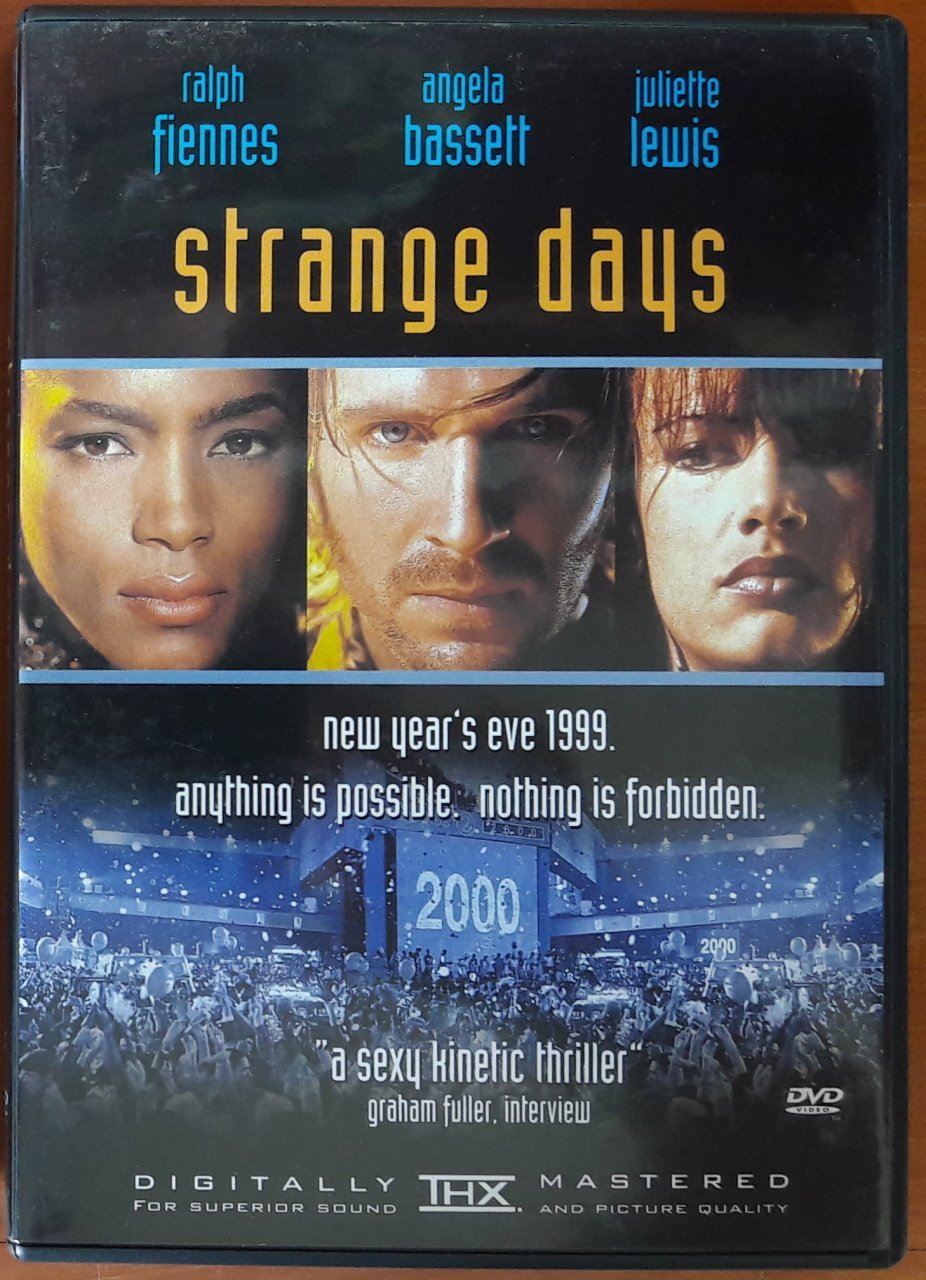 ralph angela juliette
fiennes bassett lewis
strange days
new year's eve 1999.
anything is possible. nothing is forbidden.
2000
2000
2000
"a sexy kinetic thriller"
graham fuller, interview
DVD
VIDEO
DIGITALLY THX MASTERED
FOR SUPERIOR SOUND AND PICTURE QUALITY